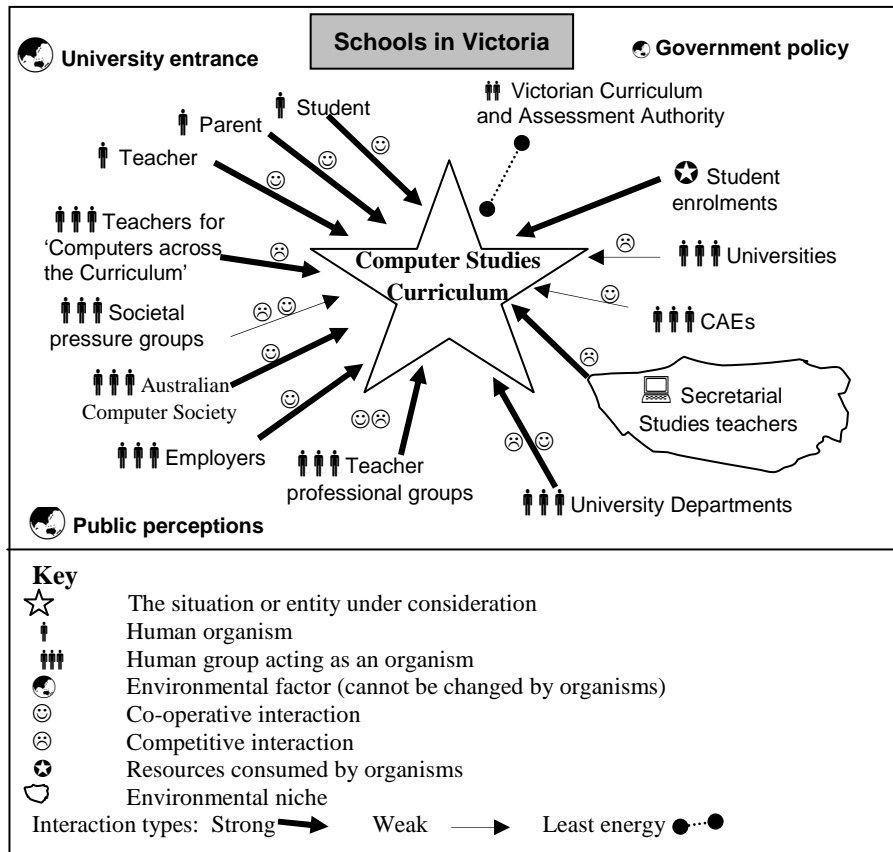 Schools in Victoria
University entrance
Government policy
Student
Parent
Teacher
Victorian Curriculum
and Assessment Authority
Student
enrolments
Teachers for
‘Computers across
the Curriculum’
Computer Studies
Curriculum
Universities
Societal
pressure groups
CAEs
Australian
Computer Society
Secretarial
Studies teachers
Employers
Teacher
professional groups
University Departments
Public perceptions
Key
The situation or entity under consideration
Human organism
Human group acting as an organism
Environmental factor (cannot be changed by organisms)
Co-operative interaction
Competitive interaction
Resources consumed by organisms
Environmental niche
Interaction types: Strong Weak Least energy